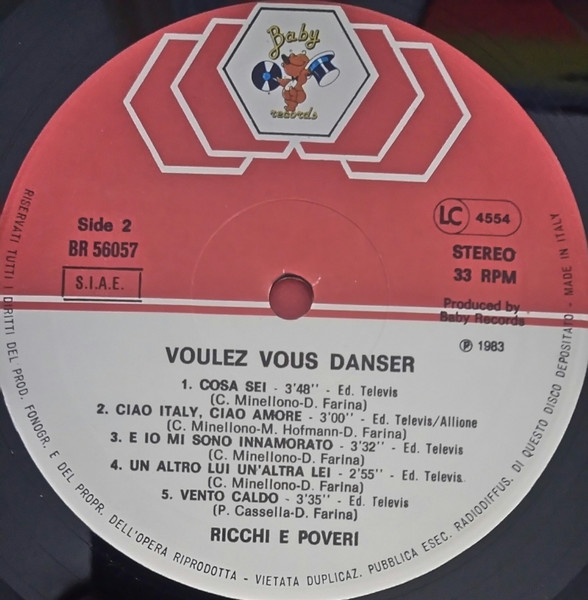 Baby
records
Side 2
BR 56057
S.I.A.E.
LC 4554
STEREO
33 RPM
Produced by
Baby Records
℗ 1983
VOULEZ VOUS DANSER
1. COSA SEI - 3'48" - Ed. Televis
(C. Minellono-D. Farina)
2. CIAO ITALY, CIAO AMORE - 3'00" - Ed. Televis/Allione
(C. Minellono-M. Hofmann-D. Farina)
3. E IO MI SONO INNAMORATO - 3'32" - Ed. Televis
(C. Minellono-D. Farina)
4. UN ALTRO LUI UN'ALTRA LEI - 2'55" - Ed. Televis
(C. Minellono-D. Farina)
5. VENTO CALDO - 3'35" - Ed. Televis
(P. Cassella-D. Farina)
RICCHI E POVERI
RISERVATI TUTTI I DIRITTI DEL PROD. FONOGR. E DEL PROPR. DELL'OPERA RIPRODOTTA - VIETATA DUPLICAZ. PUBBLICA ESEC. RADIODIFFUS. DI QUESTO DISCO DEPOSITATO - MADE IN ITALY